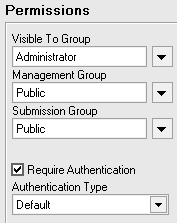 Permissions
Visible To Group
Administrator
Management Group
Public
Submission Group
Public
Require Authentication
Authentication Type
Default